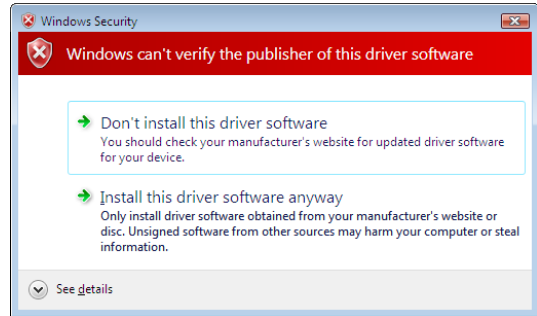 Windows Security
Windows can't verify the publisher of this driver software
Don't install this driver software
You should check your manufacturer's website for updated driver software
for your device.
Install this driver software anyway
Only install driver software obtained from your manufacturer's website or
disc. Unsigned software from other sources may harm your computer or steal
information.
See details